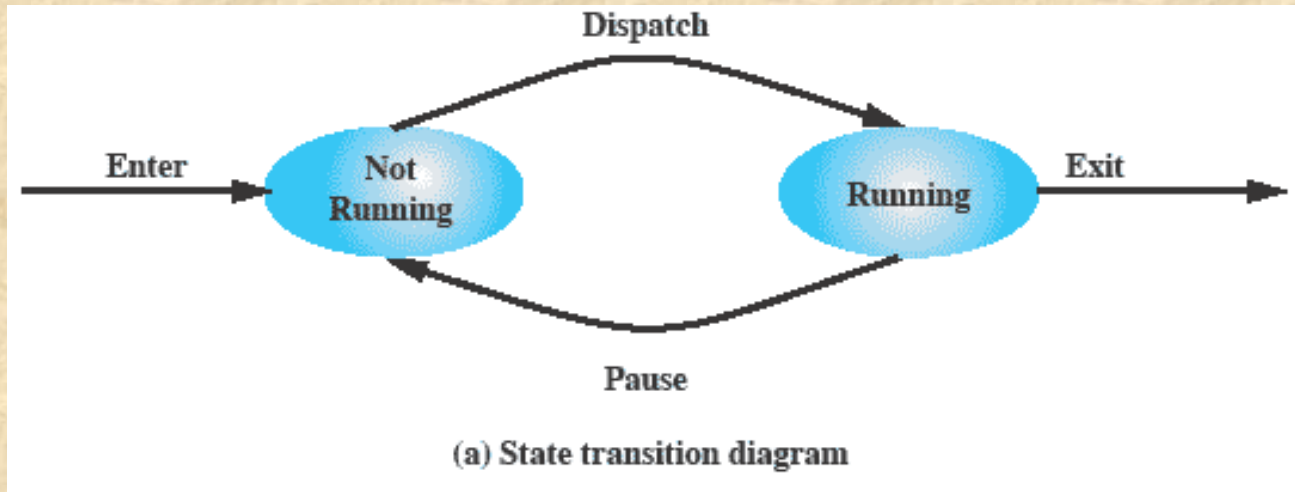 Dispatch
Enter
Not
Running
Running
Exit
Pause
(a) State transition diagram